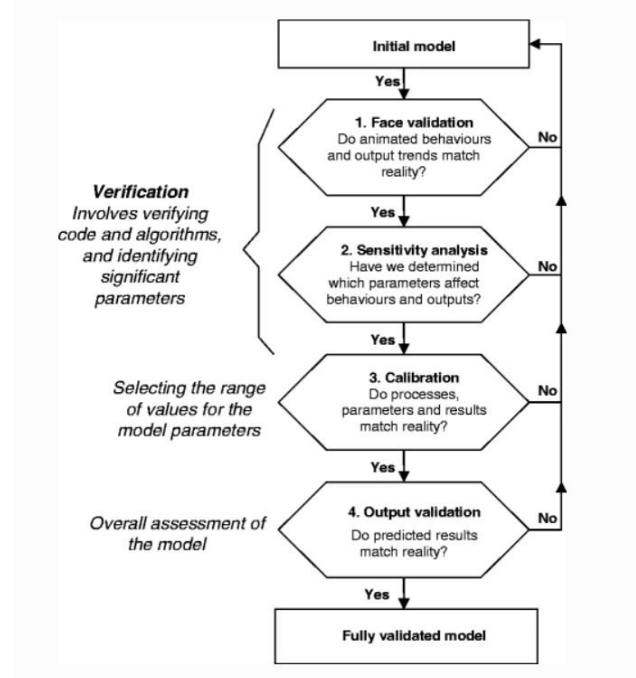 Initial model
Yes
1. Face validation
Do animated behaviours
and output trends match
reality?
No
Yes
Verification
Involves verifying
code and algorithms,
and identifying
significant
parameters
2. Sensitivity analysis
Have we determined
which parameters affect
behaviours and outputs?
No
Yes
Selecting the range
of values for the
model parameters
3. Calibration
Do processes,
parameters and results
match reality?
No
Yes
Overall assessment of
the model
4. Output validation
Do predicted results
match reality?
No
Yes
Fully validated model